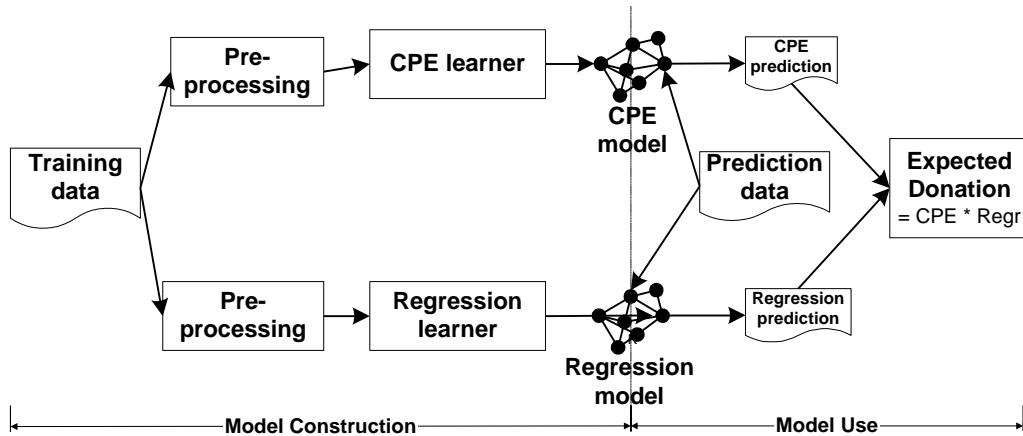 Pre-
processing
CPE learner
CPE
model
CPE
prediction
Training
data
Prediction
data
Expected
Donation
= CPE * Regr
Pre-
processing
Regression
learner
Regression
model
Regression
prediction
Model Construction
Model Use